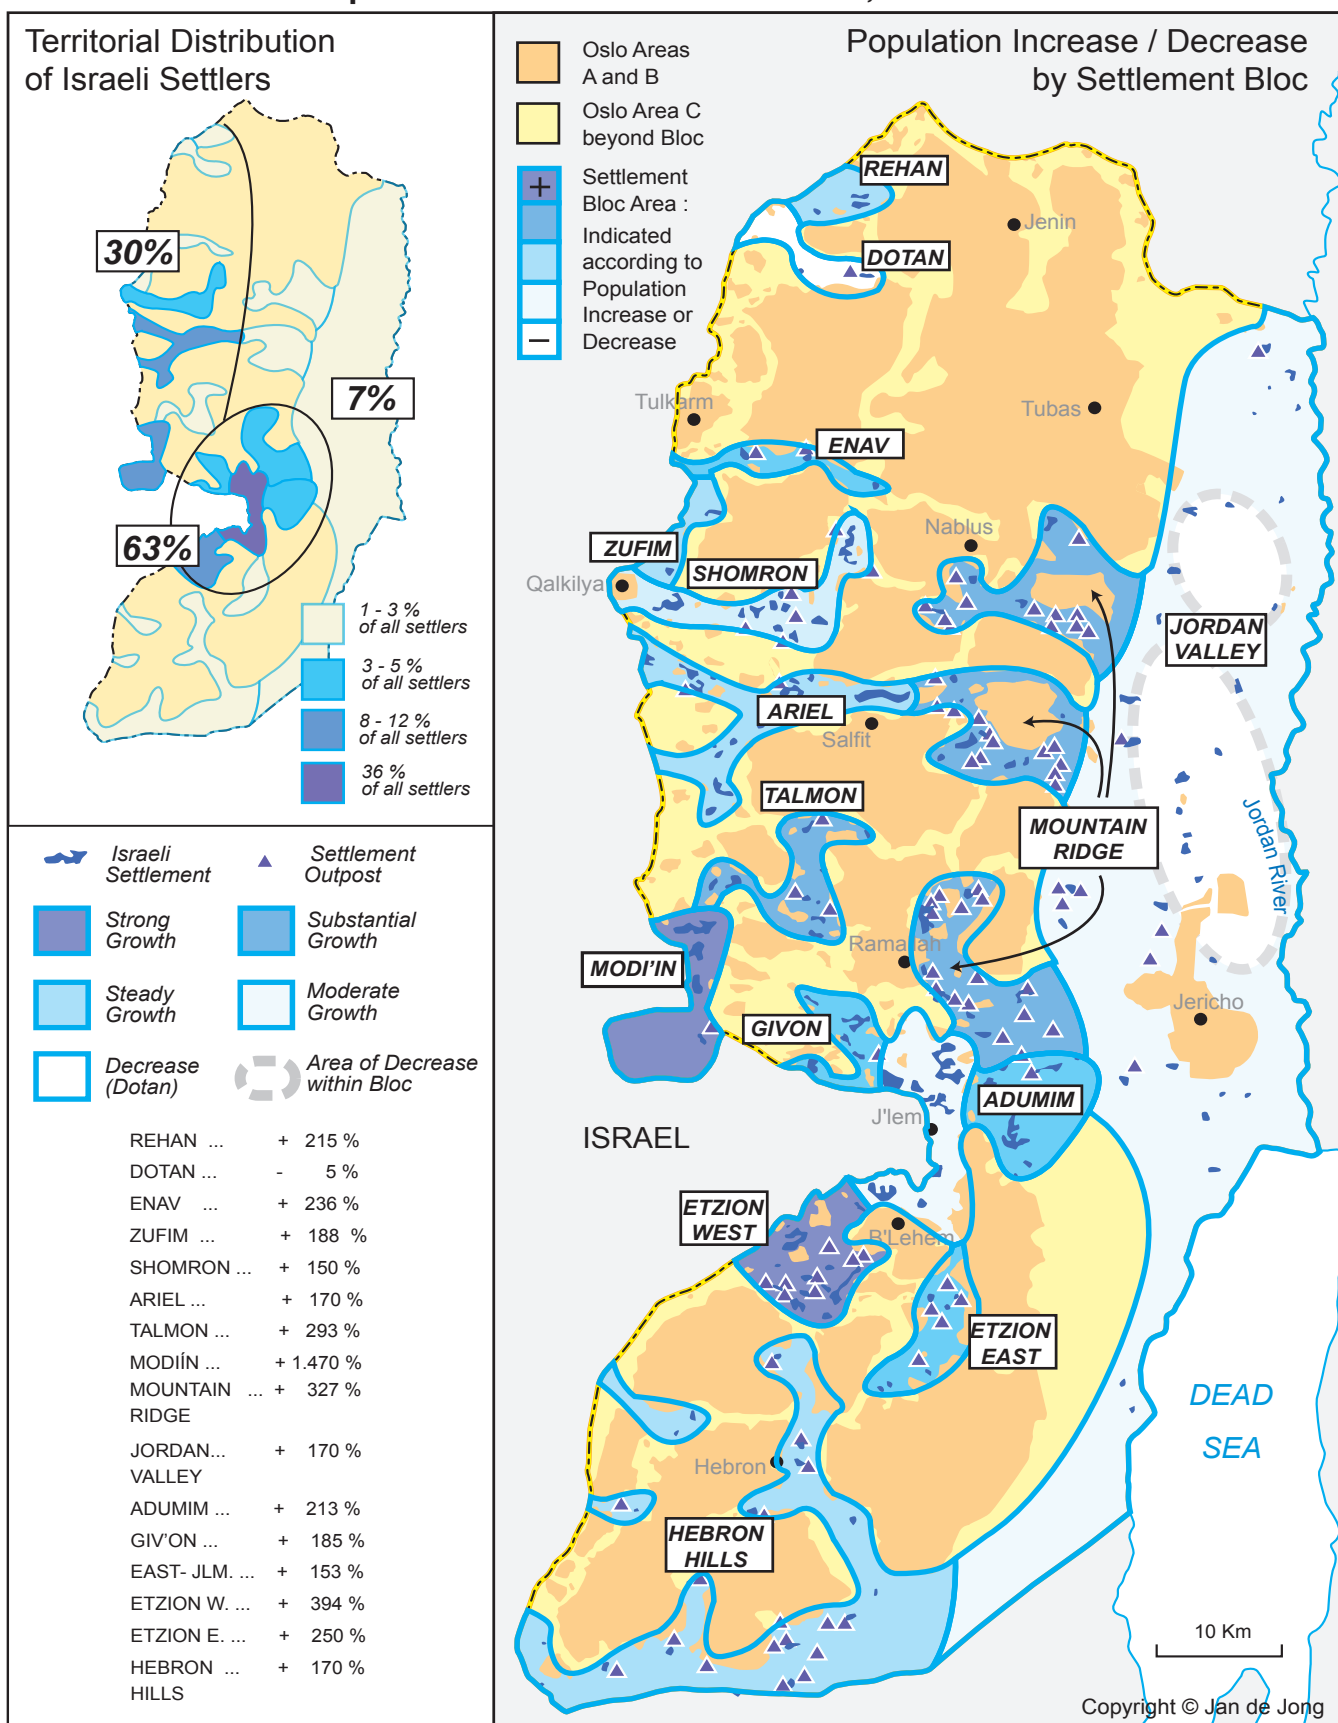 Territorial Distribution
of Israeli Settlers
30%
7%
63%
1 - 3 %
of all settlers
3 - 5 %
of all settlers
8 - 12 %
of all settlers
36 %
of all settlers
Israeli
Settlement
Settlement
Outpost
Strong
Growth
Substantial
Growth
Steady
Growth
Moderate
Growth
Decrease
(Dotan)
Area of Decrease
within Bloc
REHAN ... + 215 %
DOTAN ... - 5 %
ENAV ... + 236 %
ZUFIM ... + 188 %
SHOMRON ... + 150 %
ARIEL ... + 170 %
TALMON ... + 293 %
MODIÍN ... + 1.470 %
MOUNTAIN ... + 327 %
RIDGE
JORDAN... + 170 %
VALLEY
ADUMIM ... + 213 %
GIV'ON ... + 185 %
EAST- JLM. ... + 153 %
ETZION W. ... + 394 %
ETZION E. ... + 250 %
HEBRON ... + 170 %
HILLS
Population Increase / Decrease
by Settlement Bloc
Oslo Areas
A and B
Oslo Area C
beyond Bloc
+
Settlement
Bloc Area :
Indicated
according to
Population
Increase or
Decrease
–
REHAN
Jenin
DOTAN
Tulkarm
Tubas
ENAV
Nablus
ZUFIM
SHOMRON
Qalkilya
JORDAN
VALLEY
ARIEL
Salfit
TALMON
MOUNTAIN
RIDGE
Jordan River
Ramallah
MODI'IN
Jericho
GIVON
ADUMIM
J'lem
ISRAEL
ETZION
WEST
B'Lehem
ETZION
EAST
DEAD
SEA
Hebron
HEBRON
HILLS
10 Km
Copyright © Jan de Jong